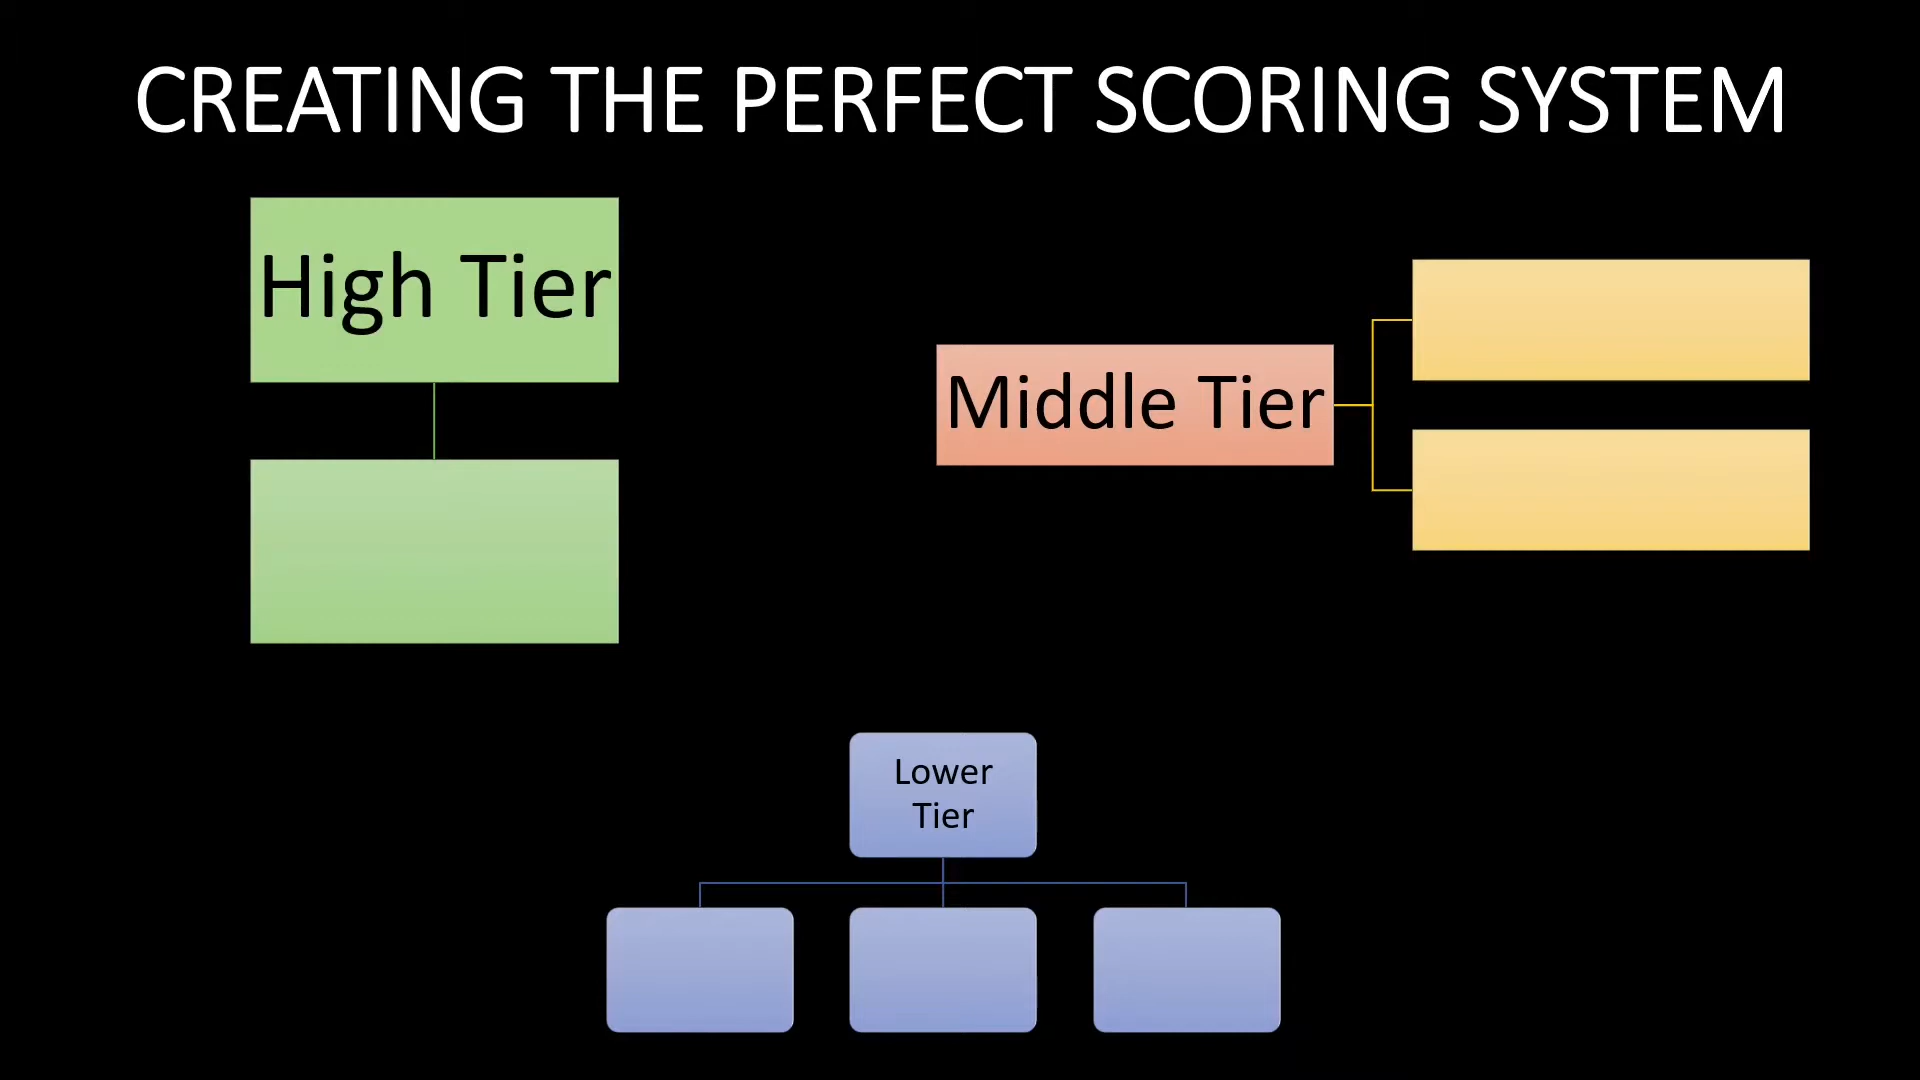 CREATING THE PERFECT SCORING SYSTEM
High Tier
Middle Tier
Lower
Tier